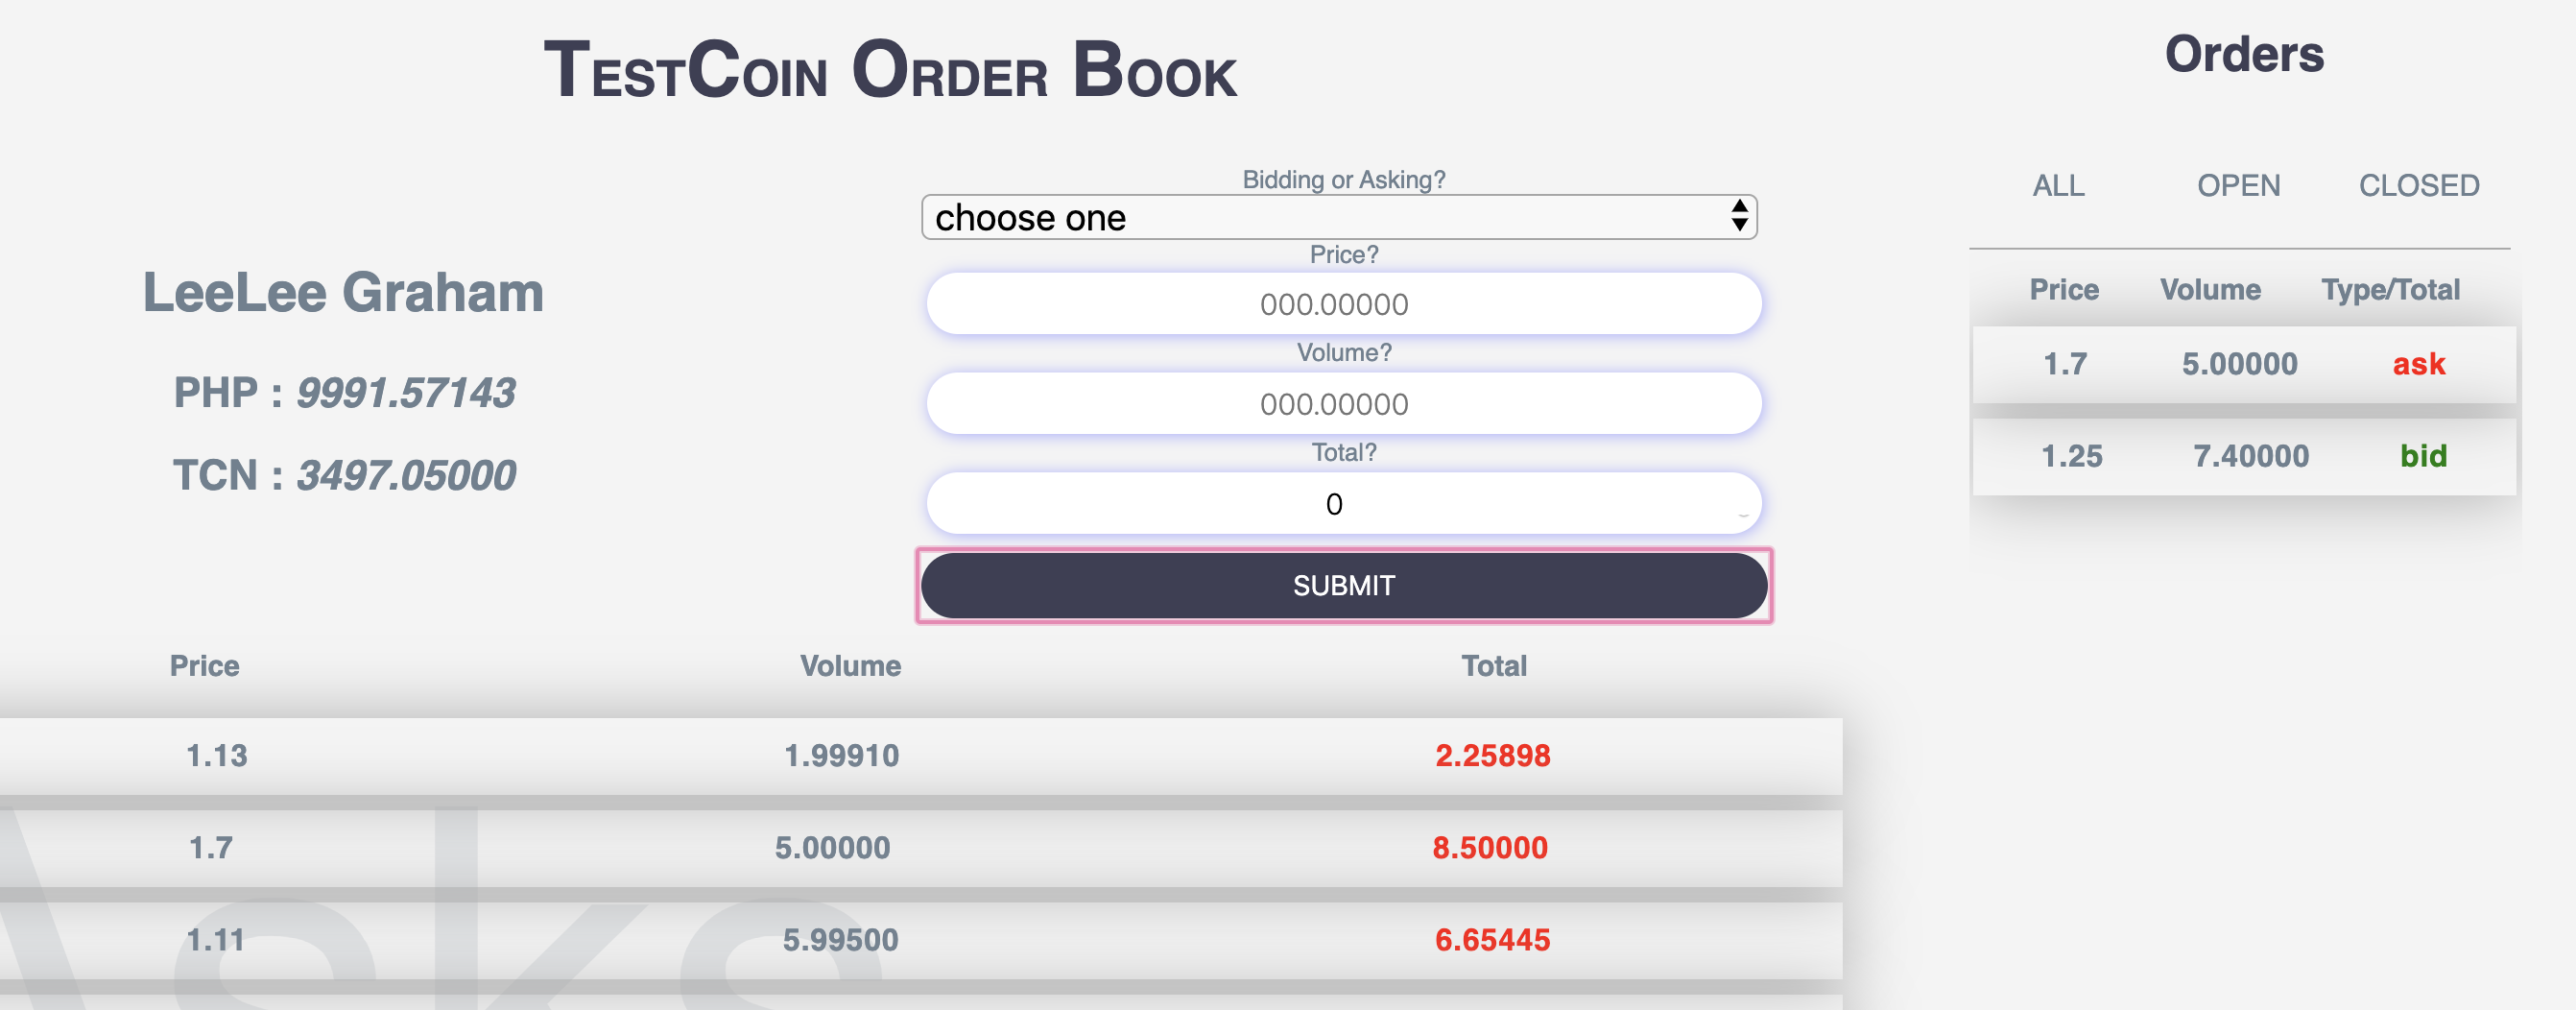 TestCoin Order Book
LeeLee Graham
PHP : 9991.57143
TCN : 3497.05000
Bidding or Asking?
choose one
Price?
000.00000
Volume?
000.00000
Total?
0
SUBMIT
Orders
ALL OPEN CLOSED
Price Volume Type/Total
1.7 5.00000 ask
1.25 7.40000 bid
Price Volume Total
1.13 1.99910 2.25898
1.7 5.00000 8.50000
1.11 5.99500 6.65445
Asks